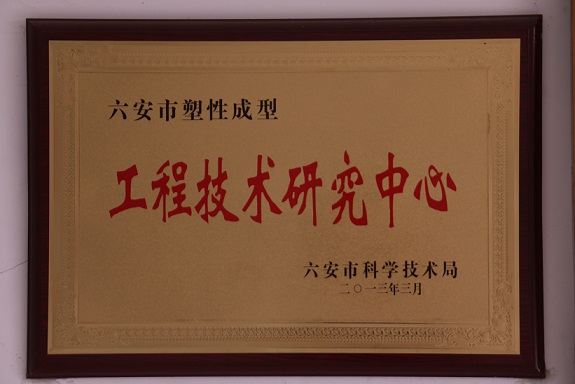 六安市塑性成型
工程技术研究中心
六安市科学技术局
二〇一三年三月